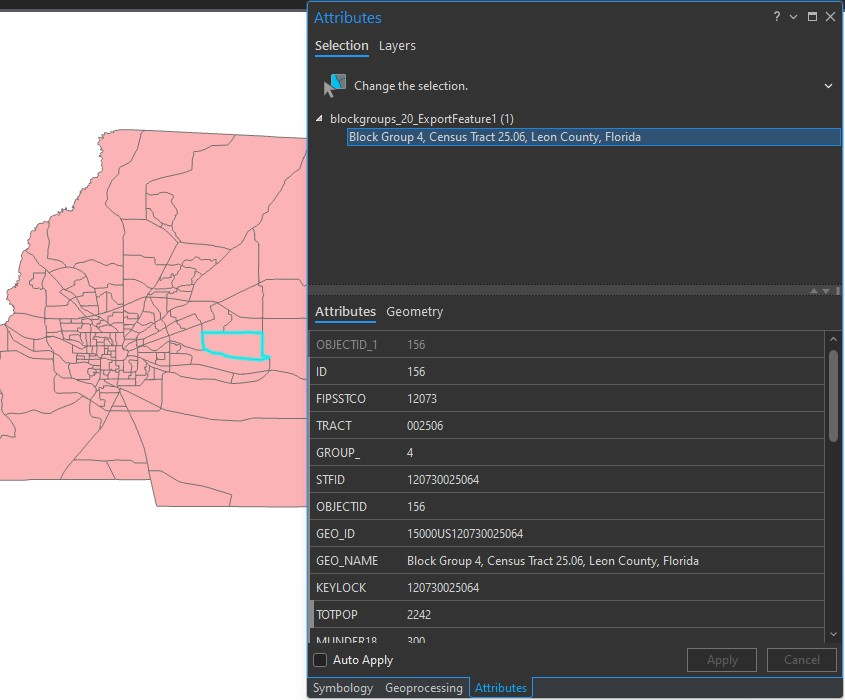 Attributes
?
Selection Layers
Change the selection.
blockgroups_20_ExportFeature1 (1)
Block Group 4, Census Tract 25.06, Leon County, Florida
Attributes Geometry
OBJECTID_1 156
ID 156
FIPSSTCO 12073
TRACT 002506
GROUP_ 4
STFID 120730025064
OBJECTID 156
GEO_ID 15000US120730025064
GEO_NAME Block Group 4, Census Tract 25.06, Leon County, Florida
KEYLOCK 120730025064
TOTPOP 2242
MUNDER18 300
Auto Apply Apply Cancel
Symbology Geoprocessing Attributes